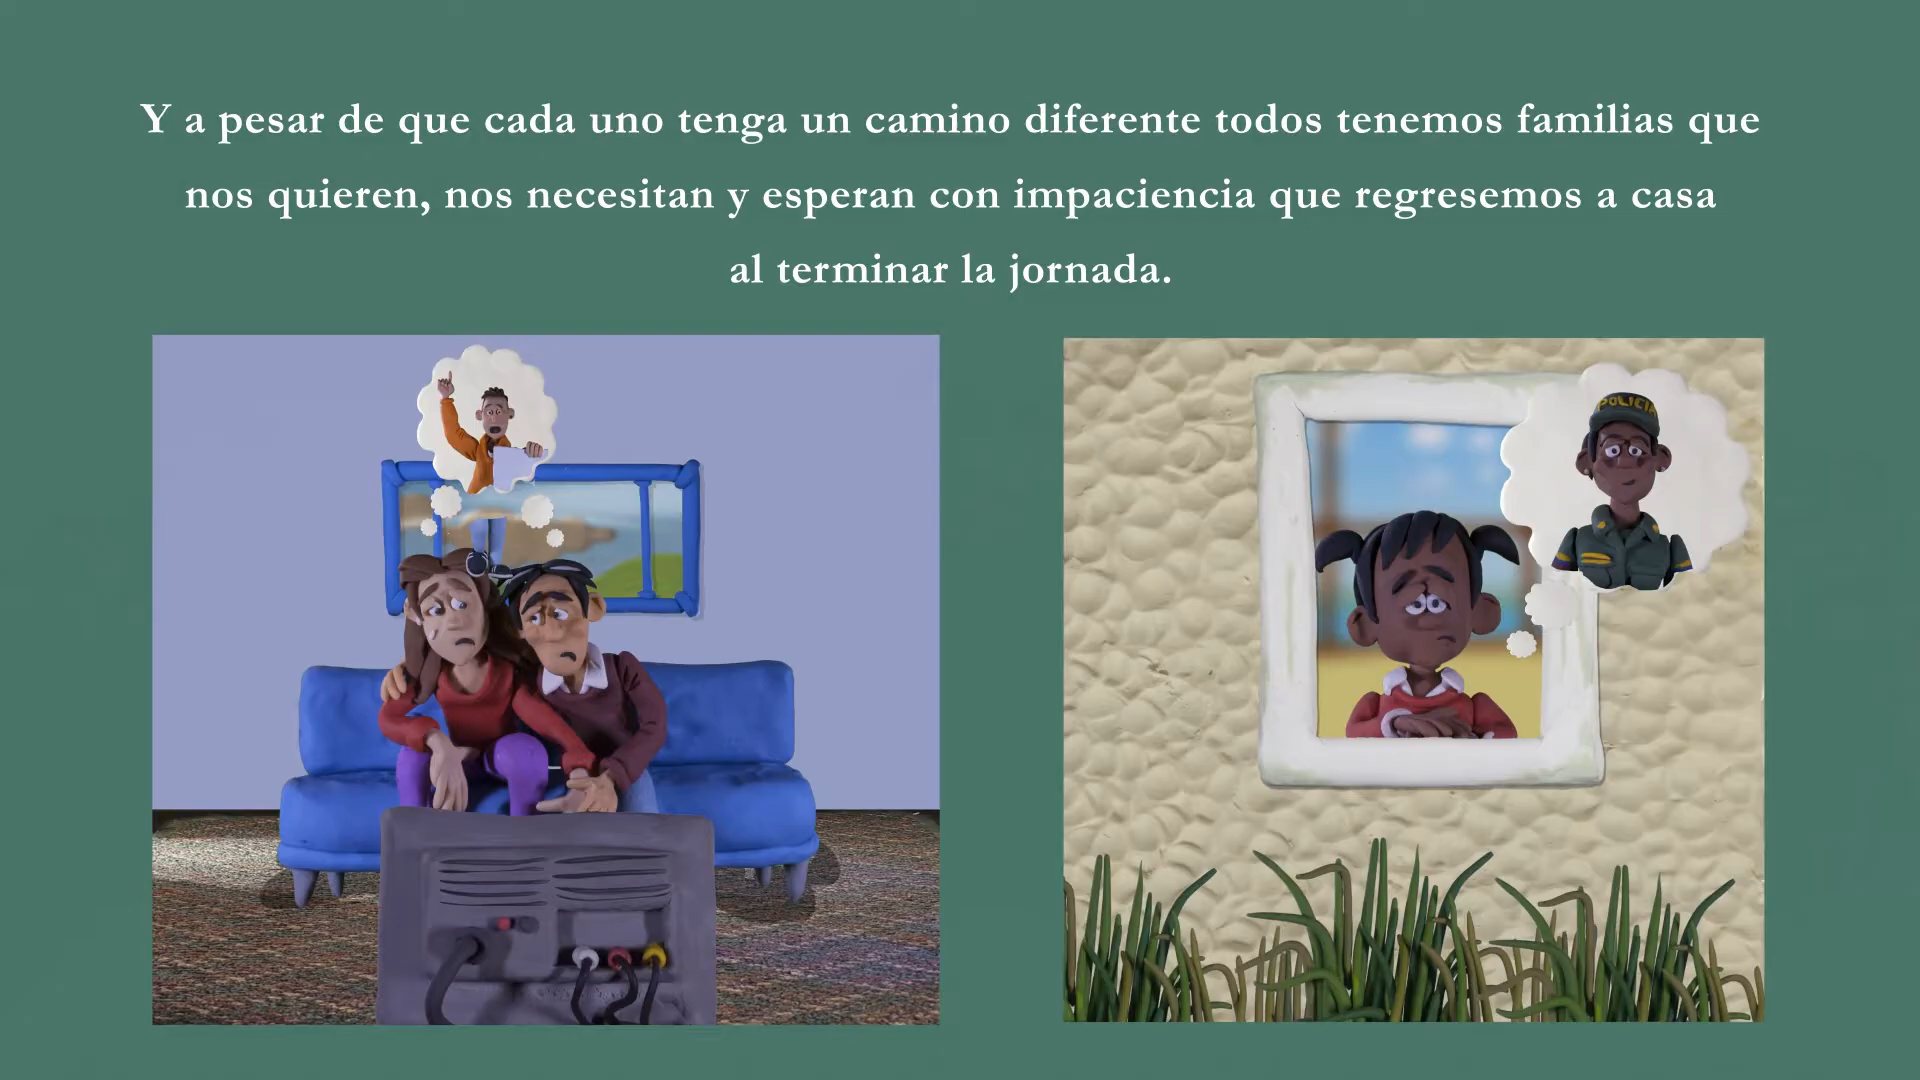 Y a pesar de que cada uno tenga un camino diferente todos tenemos familias que
nos quieren, nos necesitan y esperan con impaciencia que regresemos a casa
al terminar la jornada.
POLICIA